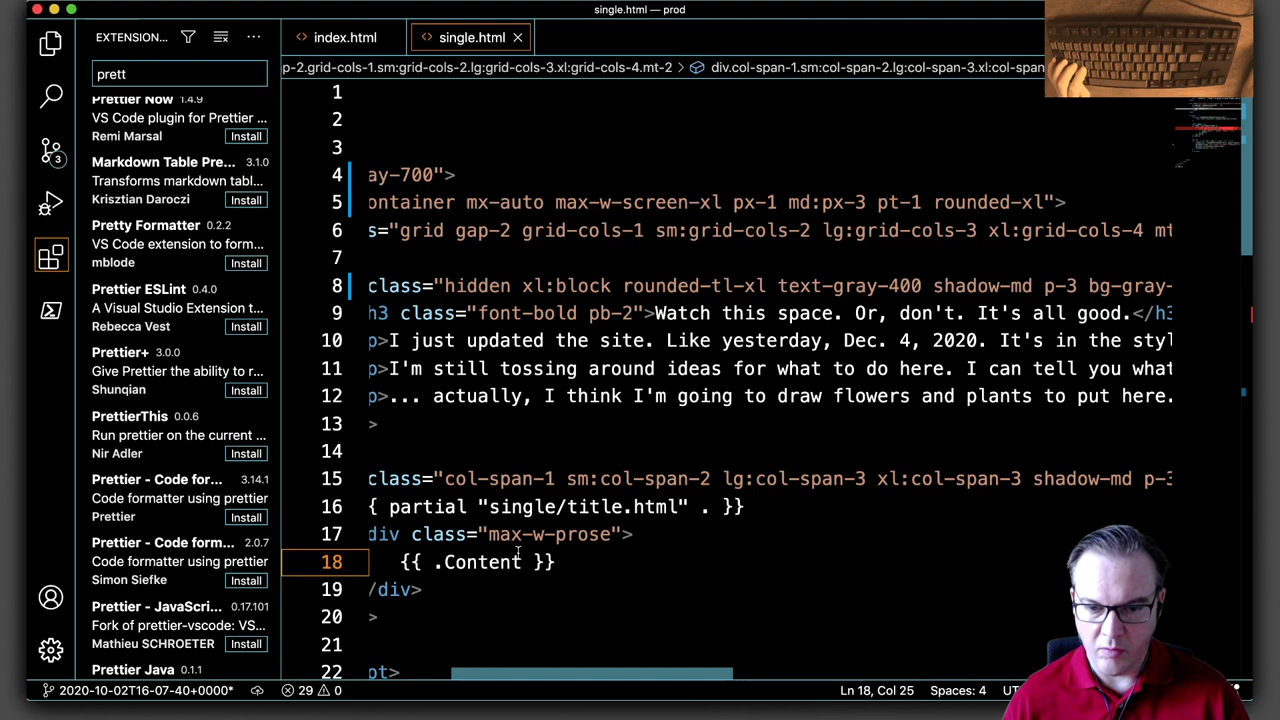 single.html — prod
EXTENSION...
index.html
single.html
prett
p-2.grid-cols-1.sm:grid-cols-2.lg:grid-cols-3.xl:grid-cols-4.mt-2 > div.col-span-1.sm:col-span-2.lg:col-span-3.xl:col-span
Prettier Now 1.4.9
VS Code plugin for Prettier ...
Remi Marsal Install
Markdown Table Pre... 3.1.0
Transforms markdown tabl...
Krisztian Daroczi Install
Pretty Formatter 0.2.2
VS Code extension to form...
mblode Install
Prettier ESLint 0.4.0
A Visual Studio Extension t...
Rebecca Vest Install
Prettier+ 3.0.0
Give Prettier the ability to r...
Shunqian Install
PrettierThis 0.0.6
Run prettier on the current ...
Nir Adler Install
Prettier - Code for... 3.14.1
Code formatter using prettier
Prettier Install
Prettier - Code form... 2.0.7
Code formatter using prettier
Simon Siefke Install
Prettier - JavaScri... 0.17.101
Fork of prettier-vscode: VS...
Mathieu SCHROETER Install
Prettier Java 0.1.1
1
2
3
4 ay-700">
5 ontainer mx-auto max-w-screen-xl px-1 md:px-3 pt-1 rounded-xl">
6 s="grid gap-2 grid-cols-1 sm:grid-cols-2 lg:grid-cols-3 xl:grid-cols-4 mt
7
8 class="hidden xl:block rounded-tl-xl text-gray-400 shadow-md p-3 bg-gray-
9 h3 class="font-bold pb-2">Watch this space. Or, don't. It's all good.</h3
10 p>I just updated the site. Like yesterday, Dec. 4, 2020. It's in the styl
11 p>I'm still tossing around ideas for what to do here. I can tell you what
12 p>... actually, I think I'm going to draw flowers and plants to put here.
13 >
14
15 class="col-span-1 sm:col-span-2 lg:col-span-3 xl:col-span-3 shadow-md p-3
16 { partial "single/title.html" . }}
17 div class="max-w-prose">
18 {{ .Content }}
19 /div>
20 >
21
22 pt>
3
2020-10-02T16-07-40+0000* 29 0
Ln 18, Col 25 Spaces: 4 UT